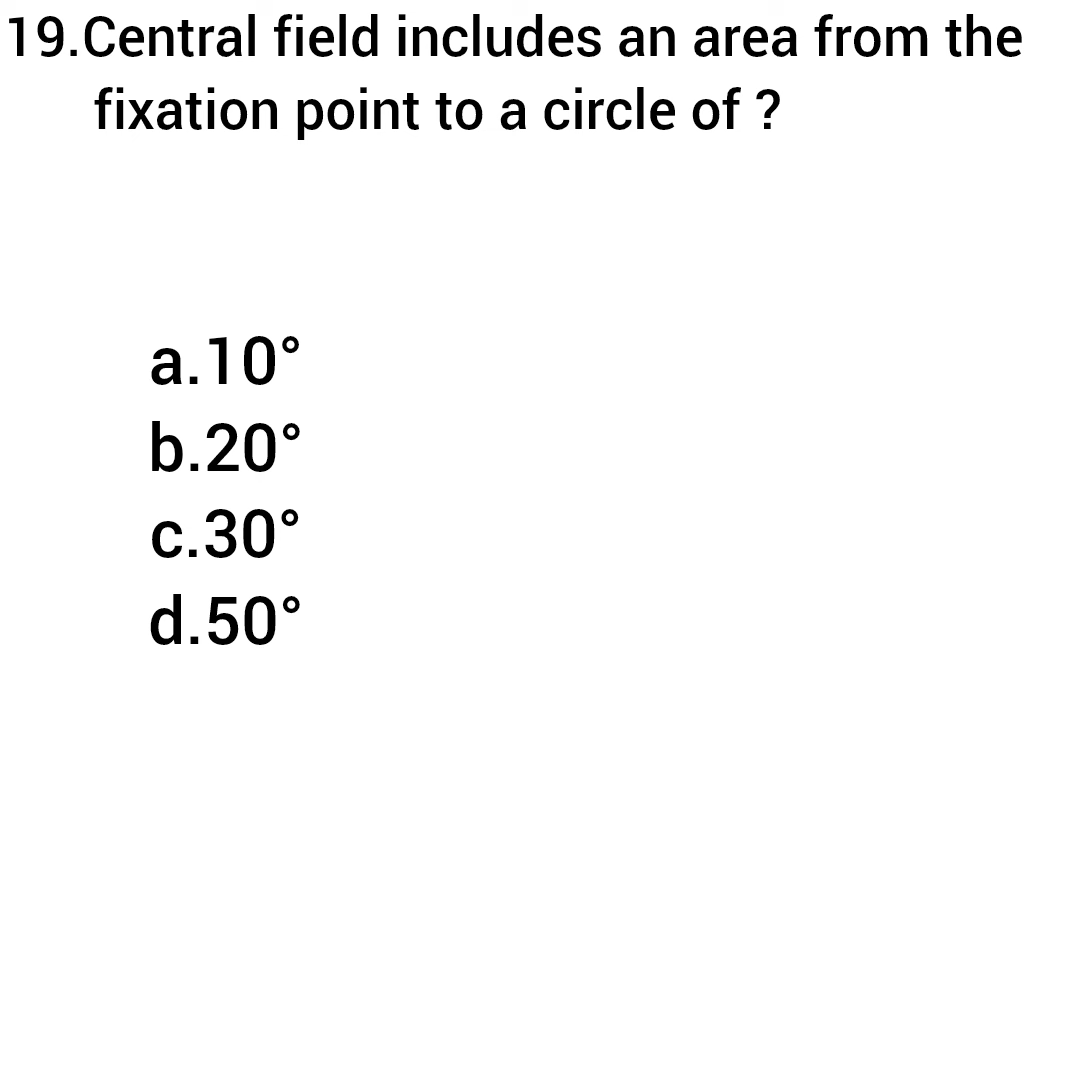 19.Central field includes an area from the
fixation point to a circle of ?
a.10°
b.20°
c.30°
d.50°